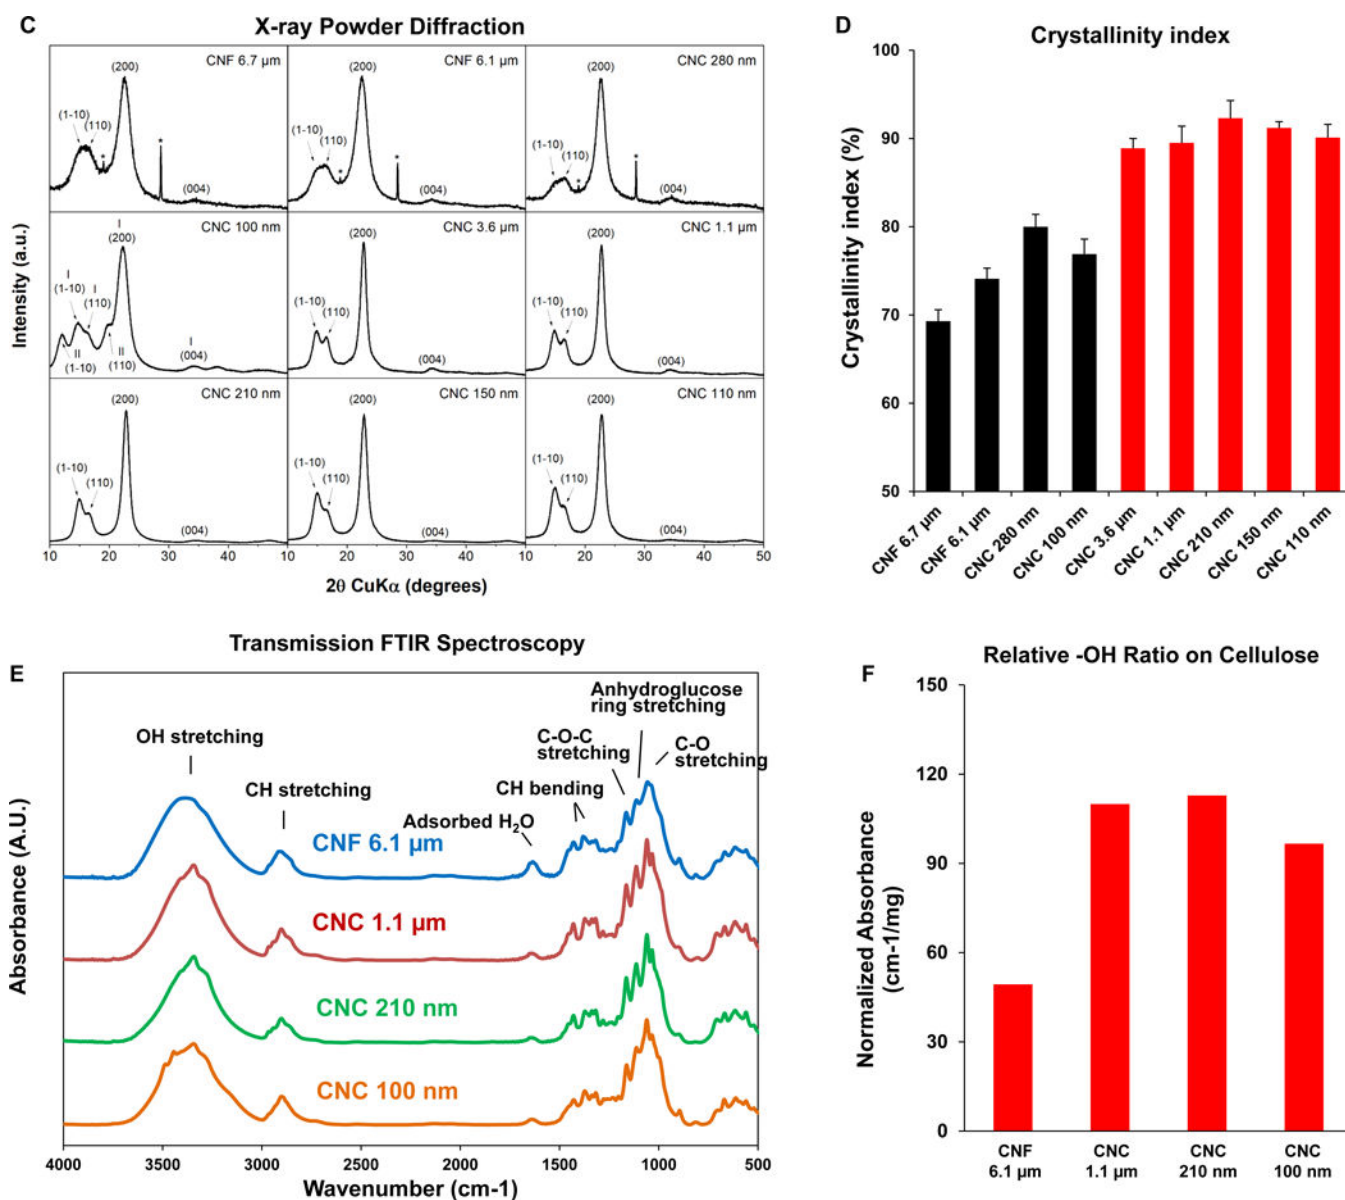 C
X-ray Powder Diffraction
CNF 6.7 µm
(200)
(1-10)
(110)
*
*
(004)
CNF 6.1 µm
(200)
(1-10)
(110)
*
*
(004)
CNC 280 nm
(200)
(1-10)
(110)
*
*
(004)
CNC 100 nm
I
(200)
I
(1-10)
I
(110)
II
(1-10)
II
(110)
I
(004)
CNC 3.6 µm
(200)
(1-10)
(110)
(004)
CNC 1.1 µm
(200)
(1-10)
(110)
(004)
CNC 210 nm
(200)
(1-10)
(110)
(004)
CNC 150 nm
(200)
(1-10)
(110)
(004)
CNC 110 nm
(200)
(1-10)
(110)
(004)
Intensity (a.u.)
10 20 30 40 10 20 30 40 10 20 30 40 50
2θ CuKα (degrees)
D
Crystallinity index
Crystallinity index (%)
100
90
80
70
60
50
CNF 6.7 µm
CNF 6.1 µm
CNC 280 nm
CNC 100 nm
CNC 3.6 µm
CNC 1.1 µm
CNC 210 nm
CNC 150 nm
CNC 110 nm
Transmission FTIR Spectroscopy
E
Absorbance (A.U.)
OH stretching
CH stretching
Adsorbed H₂O
CH bending
C-O-C
stretching
Anhydroglucose
ring stretching
C-O
stretching
CNF 6.1 µm
CNC 1.1 µm
CNC 210 nm
CNC 100 nm
4000 3500 3000 2500 2000 1500 1000 500
Wavenumber (cm-1)
F
Relative -OH Ratio on Cellulose
Normalized Absorbance
(cm-1/mg)
150
120
90
60
30
0
CNF
6.1 µm
CNC
1.1 µm
CNC
210 nm
CNC
100 nm